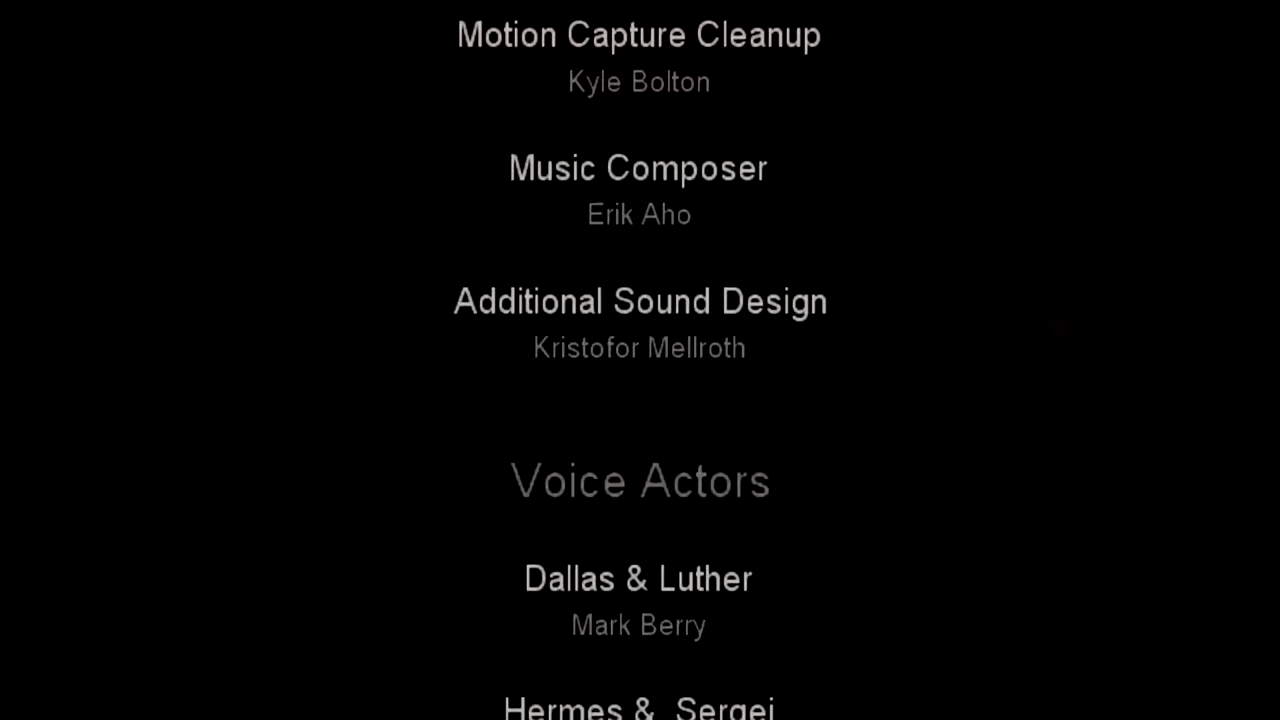 Motion Capture Cleanup
Kyle Bolton
Music Composer
Erik Aho
Additional Sound Design
Kristofor Mellroth
Voice Actors
Dallas & Luther
Mark Berry
Hermes & Sergei